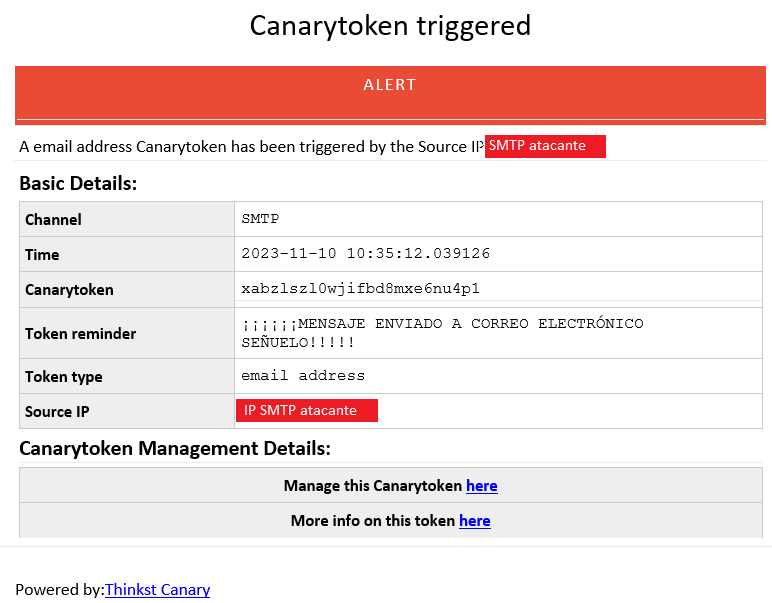 Canarytoken triggered
ALERT
A email address Canarytoken has been triggered by the Source IP SMTP atacante
Basic Details:
Channel SMTP
Time 2023-11-10 10:35:12.039126
Canarytoken xabzlszl0wjifbd8mxe6nu4p1
Token reminder ¡¡¡¡¡¡MENSAJE ENVIADO A CORREO ELECTRÓNICO
SEÑUELO!!!!!
Token type email address
Source IP IP SMTP atacante
Canarytoken Management Details:
Manage this Canarytoken here
More info on this token here
Powered by:Thinkst Canary